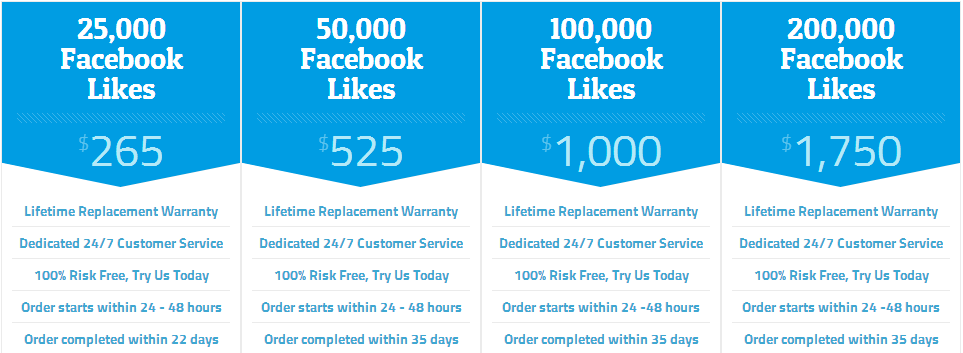 25,000
Facebook
Likes
$265
Lifetime Replacement Warranty
Dedicated 24/7 Customer Service
100% Risk Free, Try Us Today
Order starts within 24 - 48 hours
Order completed within 22 days
50,000
Facebook
Likes
$525
Lifetime Replacement Warranty
Dedicated 24/7 Customer Service
100% Risk Free, Try Us Today
Order starts within 24 - 48 hours
Order completed within 35 days
100,000
Facebook
Likes
$1,000
Lifetime Replacement Warranty
Dedicated 24/7 Customer Service
100% Risk Free, Try Us Today
Order starts within 24 -48 hours
Order completed within 35 days
200,000
Facebook
Likes
$1,750
Lifetime Replacement Warranty
Dedicated 24/7 Customer Service
100% Risk Free, Try Us Today
Order starts within 24 -48 hours
Order completed within 35 days